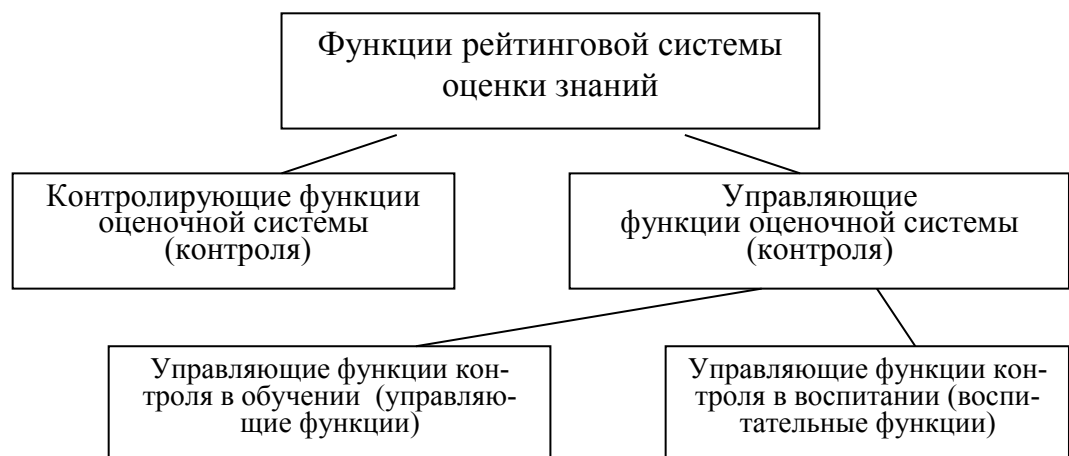 Функции рейтинговой системы
оценки знаний
Контролирующие функции
оценочной системы
(контроля)
Управляющие
функции оценочной системы
(контроля)
Управляющие функции кон-
троля в обучении (управляю-
щие функции)
Управляющие функции кон-
троля в воспитании (воспи-
тательные функции)